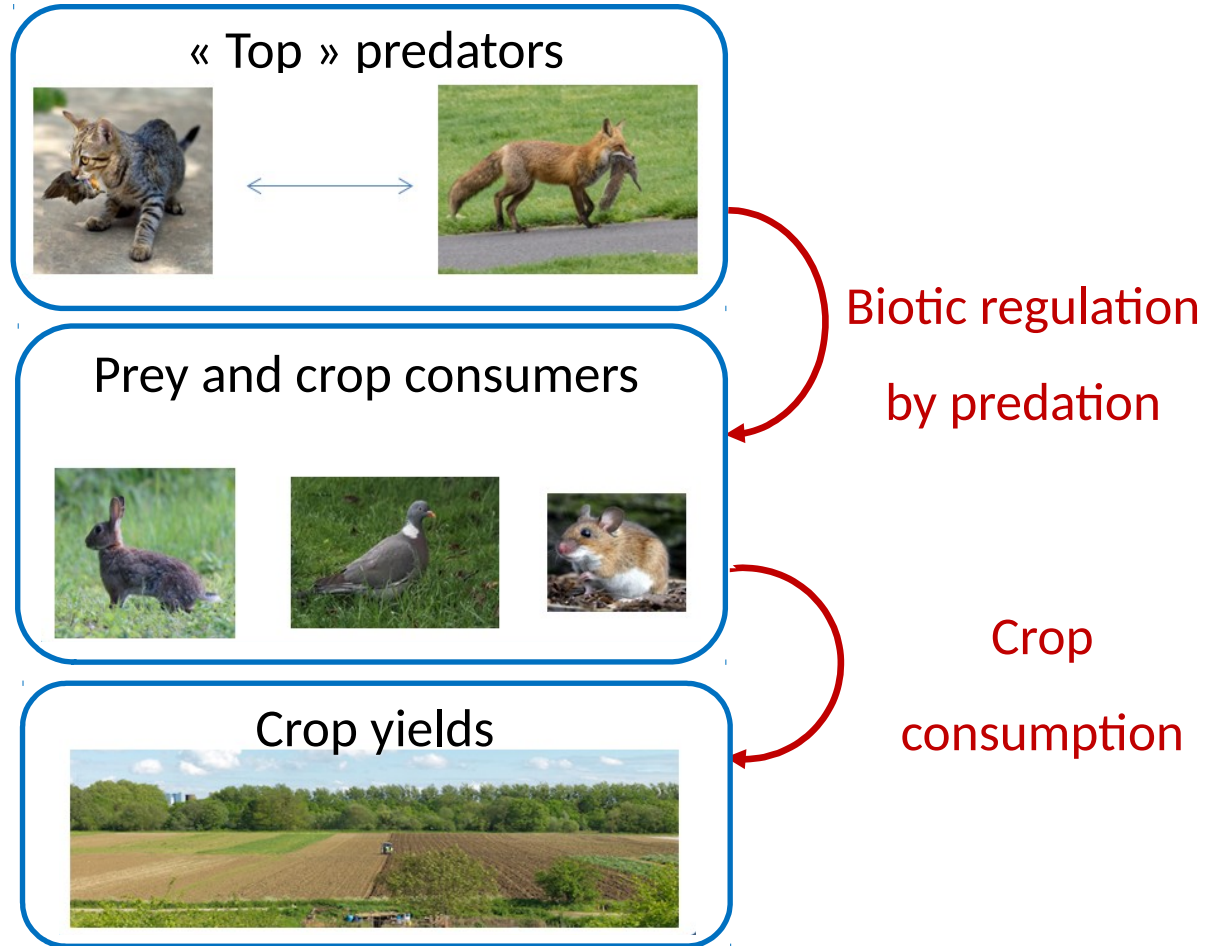 « Top » predators
Biotic regulation
by predation
Prey and crop consumers
Crop
consumption
Crop yields